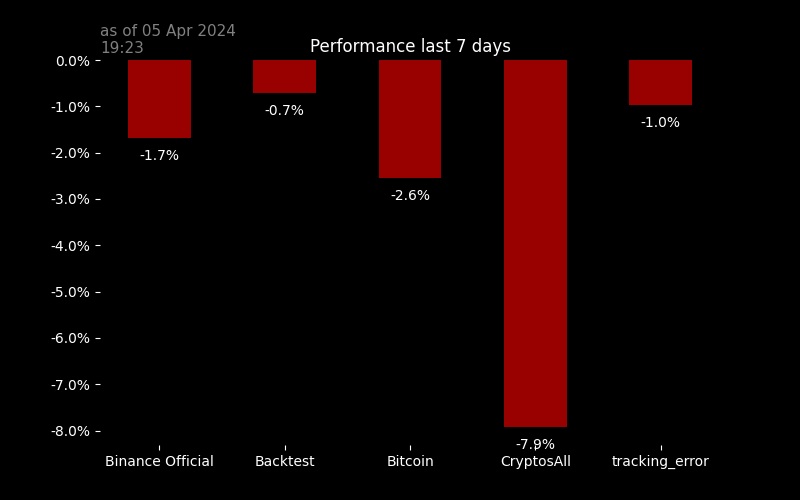 as of 05 Apr 2024
19:23
Performance last 7 days
0.0%
-1.0%
-2.0%
-3.0%
-4.0%
-5.0%
-6.0%
-7.0%
-8.0%
-1.7%
-0.7%
-2.6%
-7.9%
-1.0%
Binance Official
Backtest
Bitcoin
CryptosAll
tracking_error